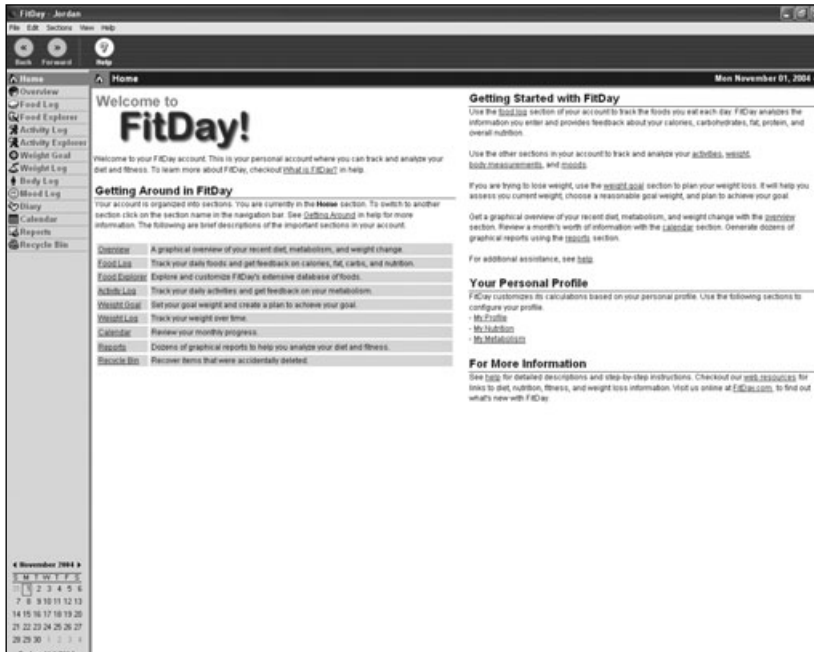 FitDay - Jordan
File Edit Sections View Help
Back Forward Help
Home
Overview
Food Log
Food Explorer
Activity Log
Activity Explorer
Weight Goal
Weight Log
Body Log
Mood Log
Diary
Calendar
Reports
Recycle Bin
November 2004
S M T W T F S
31 1 2 3 4 5 6
7 8 9 10 11 12 13
14 15 16 17 18 19 20
21 22 23 24 25 26 27
28 29 30 1 2 3 4
Home Mon November 01, 2004
Welcome to
FitDay!
Welcome to your FitDay account. This is your personal account where you can track and analyze your
diet and fitness. To learn more about FitDay, checkout What is FitDay? in help.
Getting Around in FitDay
Your account is organized into sections. You are currently in the Home section. To switch to another
section click on the section name in the navigation bar. See Getting Around in help for more
information. The following are brief descriptions of the important sections in your account.
Overview A graphical overview of your recent diet, metabolism, and weight change.
Food Log Track your daily foods and get feedback on calories, fat, carbs, and nutrition.
Food Explorer Explore and customize FitDay's extensive database of foods.
Activity Log Track your daily activities and get feedback on your metabolism.
Weight Goal Set your goal weight and create a plan to achieve your goal.
Weight Log Track your weight over time.
Calendar Review your monthly progress.
Reports Dozens of graphical reports to help you analyze your diet and fitness.
Recycle Bin Recover items that were accidentally deleted.
Getting Started with FitDay
Use the food log section of your account to track the foods you eat each day. FitDay analyzes the
information you enter and provides feedback about your calories, carbohydrates, fat, protein, and
overall nutrition.
Use the other sections in your account to track and analyze your activities, weight,
body measurements, and moods.
If you are trying to lose weight, use the weight goal section to plan your weight loss. It will help you
assess you current weight, choose a reasonable goal weight, and plan to achieve your goal.
Get a graphical overview of your recent diet, metabolism, and weight change with the overview
section. Review a month's worth of information with the calendar section. Generate dozens of
graphical reports using the reports section.
For additional assistance, see help.
Your Personal Profile
FitDay customizes its calculations based on your personal profile. Use the following sections to
configure your profile.
- My Profile
- My Nutrition
- My Metabolism
For More Information
See help for detailed descriptions and step-by-step instructions. Checkout our web resources for
links to diet, nutrition, fitness, and weight loss information. Visit us online at FitDay.com, to find out
what's new with FitDay.